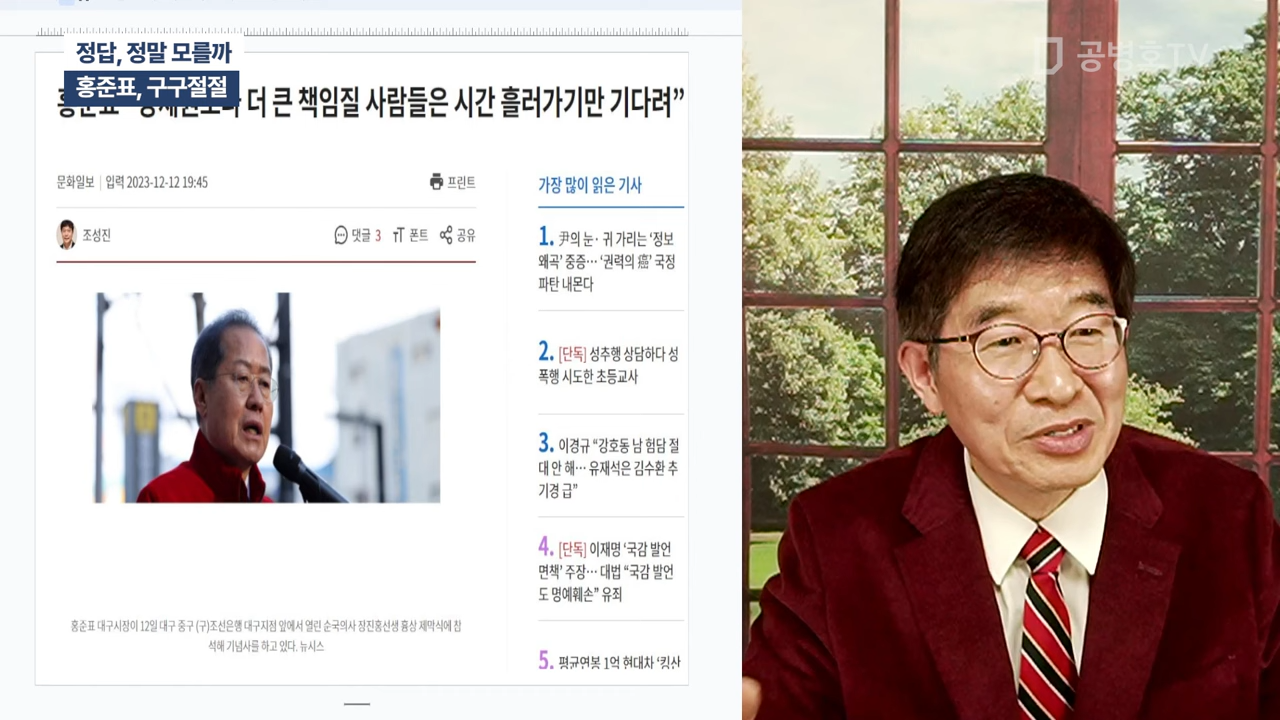 정답, 정말 모를까
홍준표, 구구절절
더 큰 책임질 사람들은 시간 흘러가기만 기다려”
문화일보 | 입력 2023-12-12 19:45
프린트
조성진
댓글 3
폰트
공유
홍준표 대구시장이 12일 대구 중구 (구)조선은행 대구지점 앞에서 열린 순국의사 장진홍선생 흉상 제막식에 참
석해 기념사를 하고 있다. 뉴시스
가장 많이 읽은 기사
1. 尹의 눈· 귀 가리는 ‘정보
왜곡’ 중증… ‘권력의 癌’ 국정
파탄 내몬다
2. [단독] 성추행 상담하다 성
폭행 시도한 초등교사
3. 이경규 “강호동 남 험담 절
대 안 해… 유재석은 김수환 추
기경 급”
4. [단독] 이재명 ‘국감 발언
면책’ 주장… 대법 “국감 발언
도 명예훼손” 유죄
5. 평균연봉 1억 현대차 ‘킹산
공병호TV